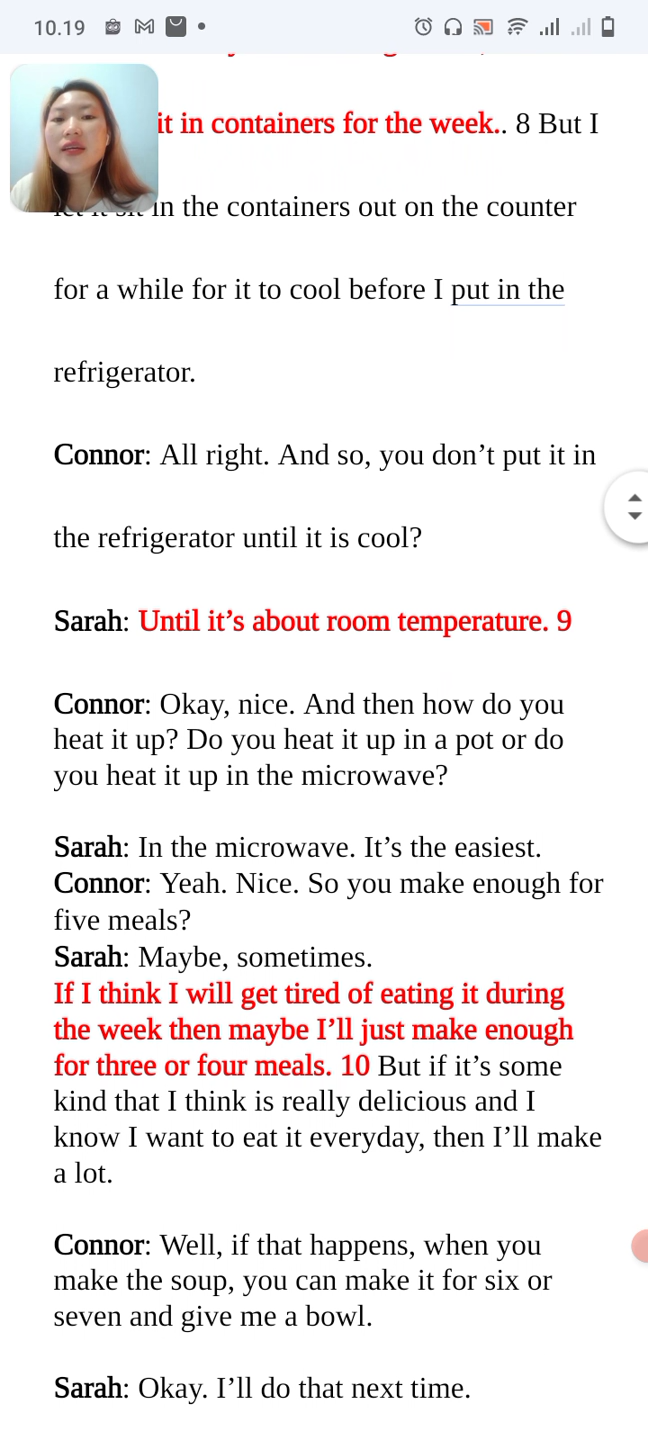 10.19
it in containers for the week.. 8 But I
in the containers out on the counter
for a while for it to cool before I put in the
refrigerator.
Connor: All right. And so, you don’t put it in
the refrigerator until it is cool?
Sarah: Until it’s about room temperature. 9
Connor: Okay, nice. And then how do you
heat it up? Do you heat it up in a pot or do
you heat it up in the microwave?
Sarah: In the microwave. It’s the easiest.
Connor: Yeah. Nice. So you make enough for
five meals?
Sarah: Maybe, sometimes.
If I think I will get tired of eating it during
the week then maybe I’ll just make enough
for three or four meals. 10 But if it’s some
kind that I think is really delicious and I
know I want to eat it everyday, then I’ll make
a lot.
Connor: Well, if that happens, when you
make the soup, you can make it for six or
seven and give me a bowl.
Sarah: Okay. I’ll do that next time.